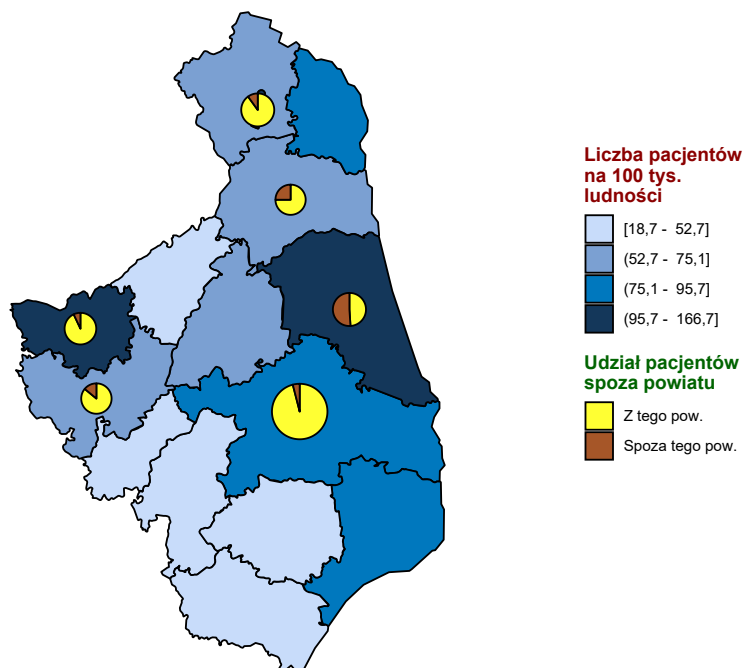 Liczba pacjentów
na 100 tys.
ludności
[18,7 - 52,7]
(52,7 - 75,1]
(75,1 - 95,7]
(95,7 - 166,7]
Udział pacjentów
spoza powiatu
Z tego pow.
Spoza tego pow.